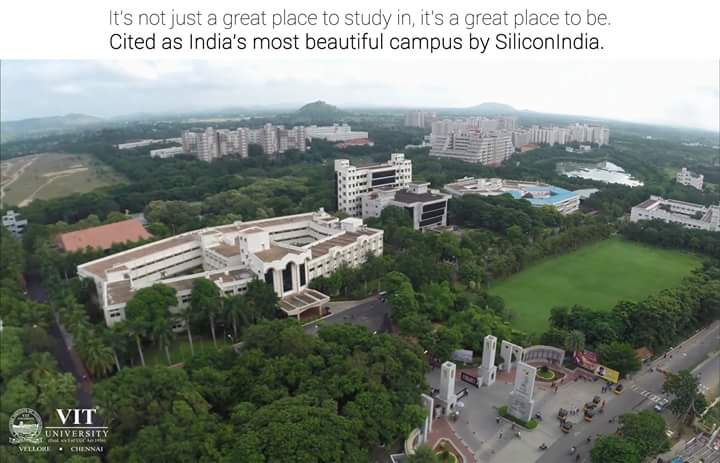 It's not just a great place to study in, it's a great place to be.
Cited as India's most beautiful campus by SiliconIndia.
VIT
UNIVERSITY
VELLORE • CHENNAI